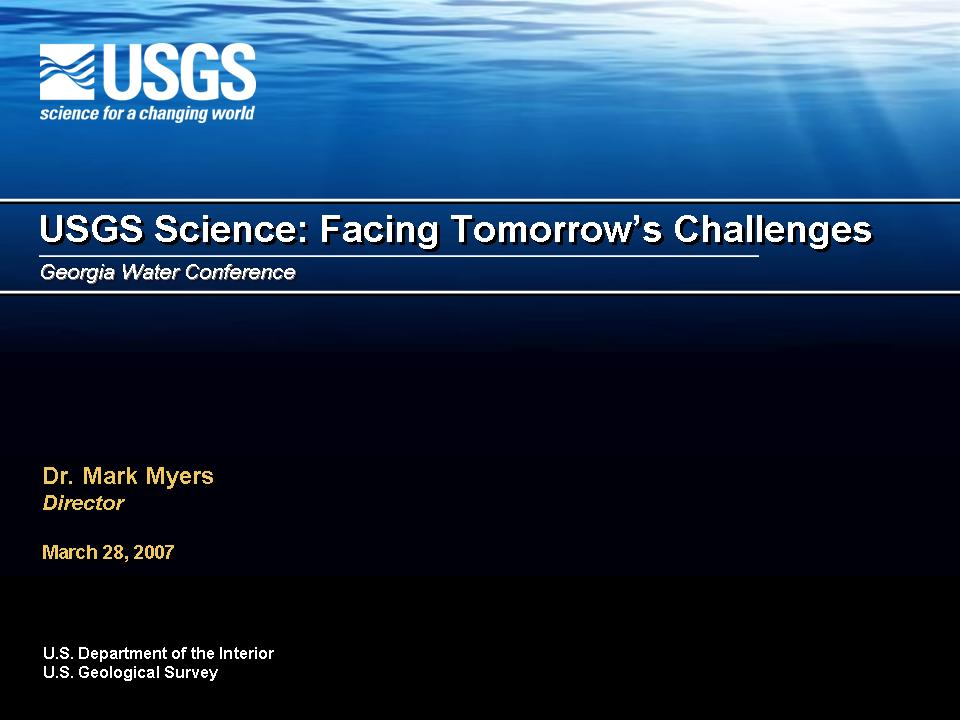 USGS
science for a changing world
USGS Science: Facing Tomorrow's Challenges
Georgia Water Conference
Dr. Mark Myers
Director
March 28, 2007
U.S. Department of the Interior
U.S. Geological Survey